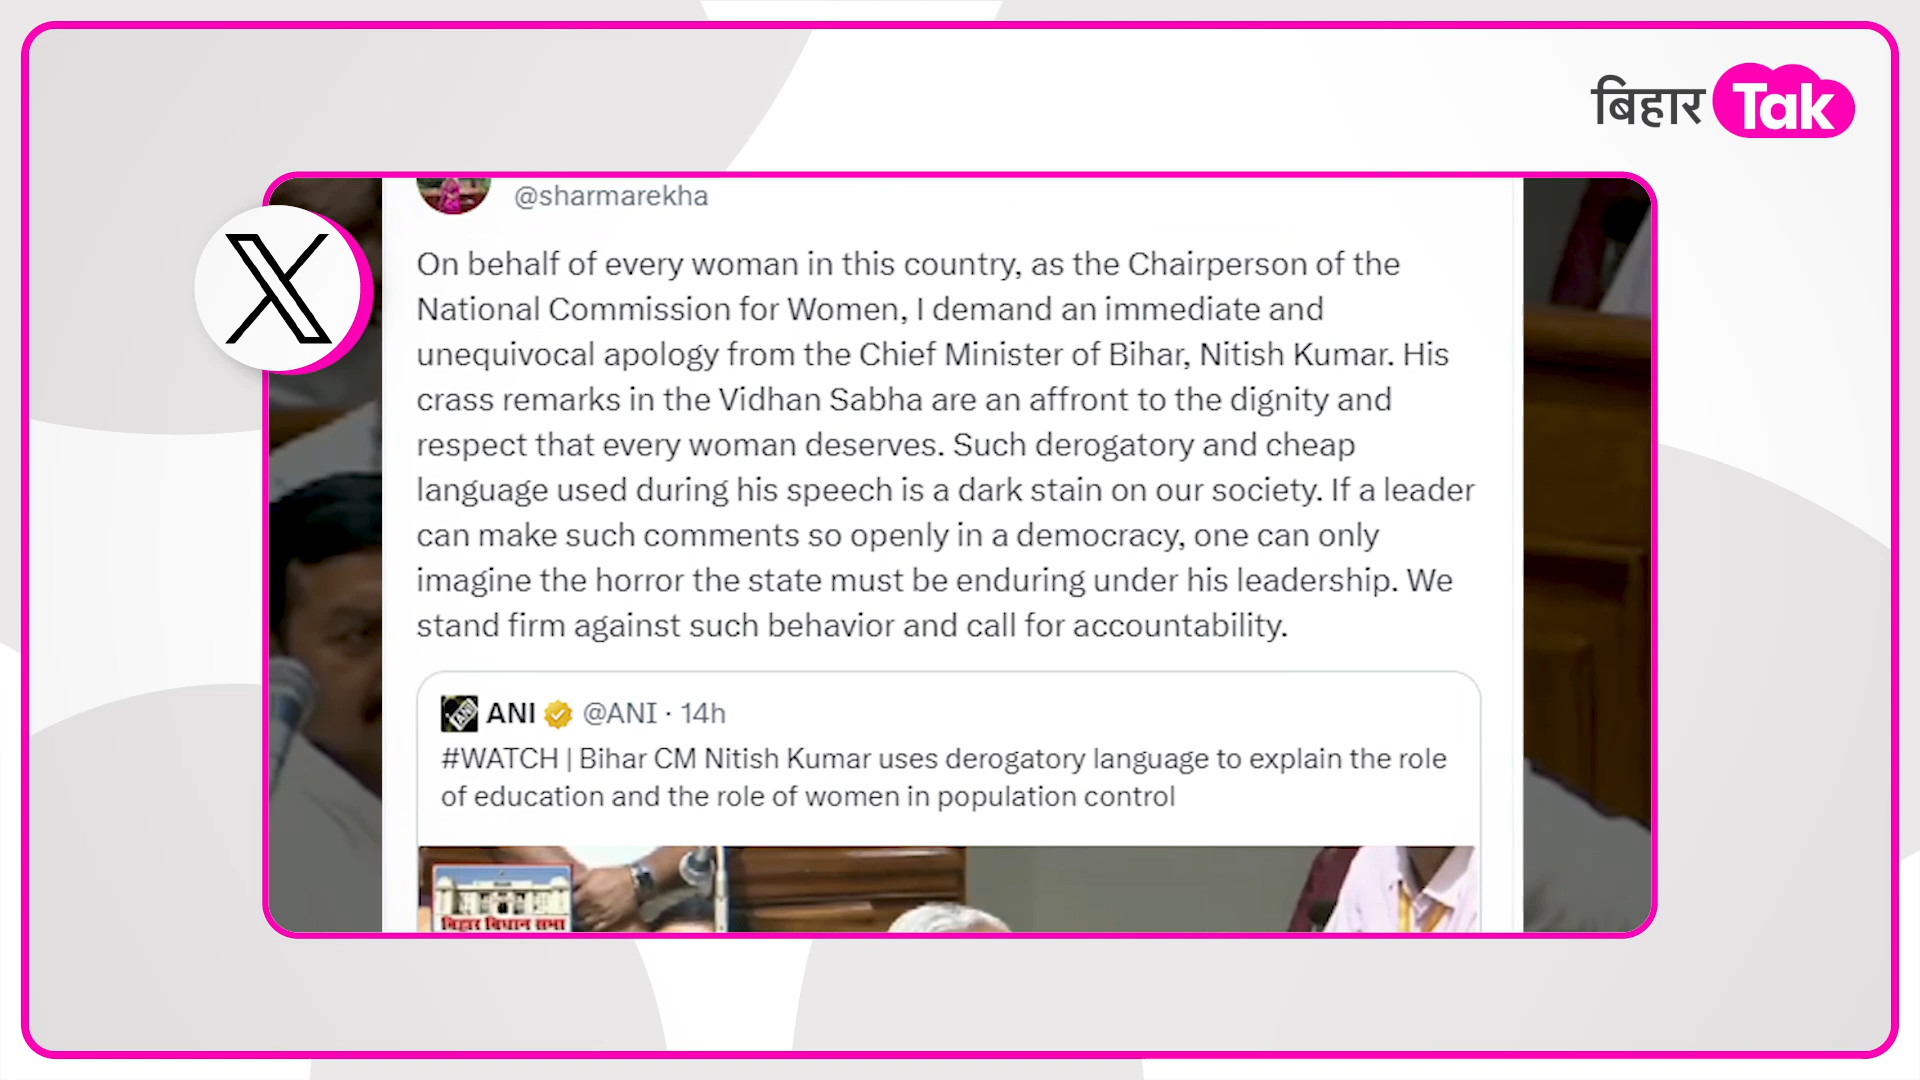 बिहार Tak
@sharmarekha
On behalf of every woman in this country, as the Chairperson of the
National Commission for Women, I demand an immediate and
unequivocal apology from the Chief Minister of Bihar, Nitish Kumar. His
crass remarks in the Vidhan Sabha are an affront to the dignity and
respect that every woman deserves. Such derogatory and cheap
language used during his speech is a dark stain on our society. If a leader
can make such comments so openly in a democracy, one can only
imagine the horror the state must be enduring under his leadership. We
stand firm against such behavior and call for accountability.
ANI @ANI · 14h
#WATCH | Bihar CM Nitish Kumar uses derogatory language to explain the role
of education and the role of women in population control
बिहार विधान सभा